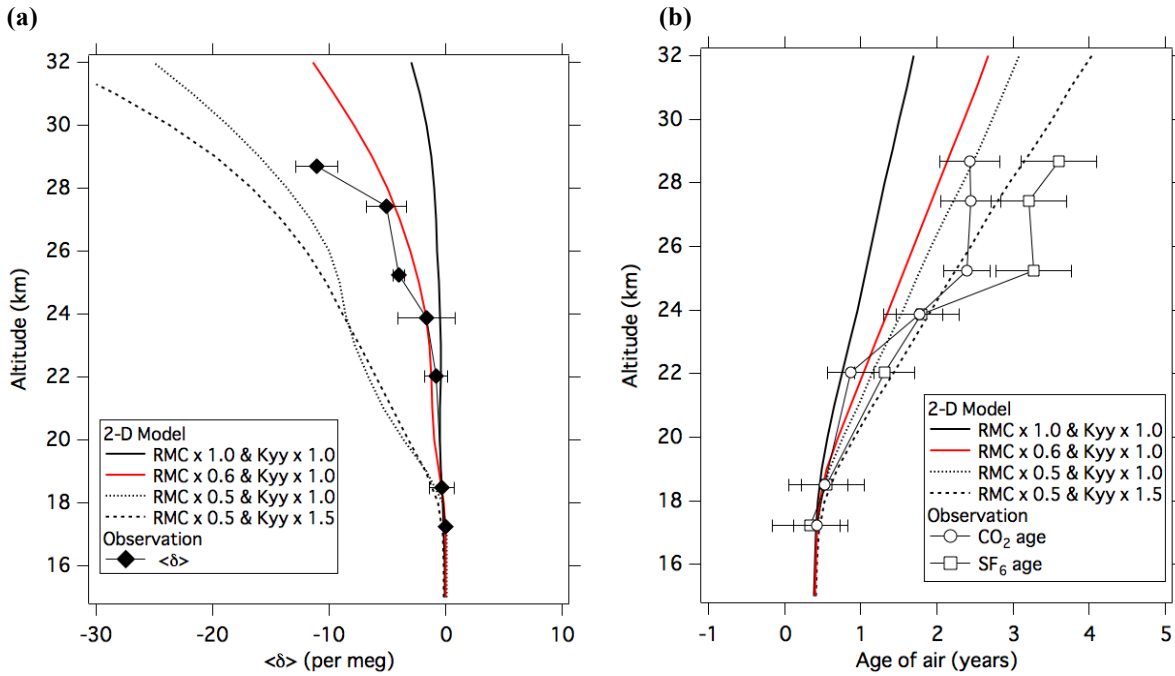 (a)
32
30
28
26
24
22
20
18
16
Altitude (km)
-30
-20
-10
0
10
<δ> (per meg)
2-D Model
RMC x 1.0 & Kyy x 1.0
RMC x 0.6 & Kyy x 1.0
RMC x 0.5 & Kyy x 1.0
RMC x 0.5 & Kyy x 1.5
Observation
<δ>
(b)
32
30
28
26
24
22
20
18
16
Altitude (km)
-1
0
1
2
3
4
5
Age of air (years)
2-D Model
RMC x 1.0 & Kyy x 1.0
RMC x 0.6 & Kyy x 1.0
RMC x 0.5 & Kyy x 1.0
RMC x 0.5 & Kyy x 1.5
Observation
CO₂ age
SF₆ age